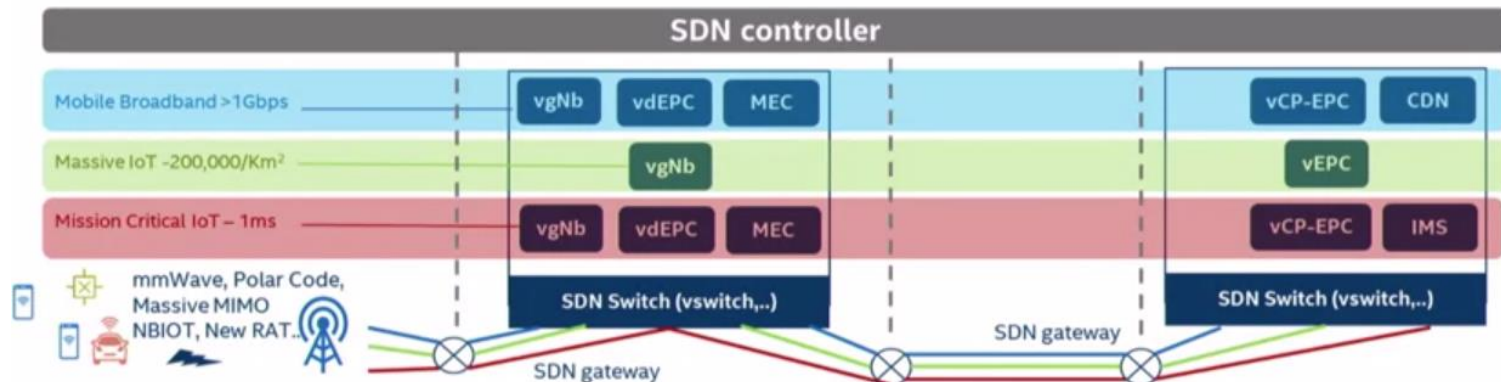 SDN controller
Mobile Broadband >1Gbps
vgNb vdEPC MEC
vCP-EPC CDN
Massive IoT -200,000/Km²
vgNb
vEPC
Mission Critical IoT – 1ms
vgNb vdEPC MEC
vCP-EPC IMS
mmWave, Polar Code,
Massive MIMO
NBIOT, New RAT..
SDN Switch (vswitch,..)
SDN Switch (vswitch,..)
SDN gateway
SDN gateway